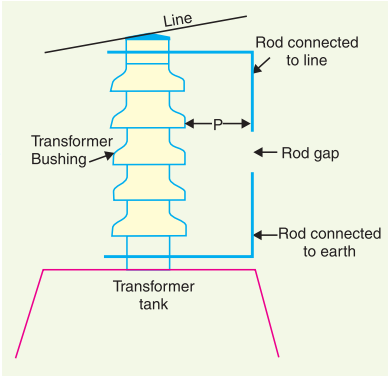 Line
Rod connected
to line
P
Transformer
Bushing
Rod gap
Rod connected
to earth
Transformer
tank